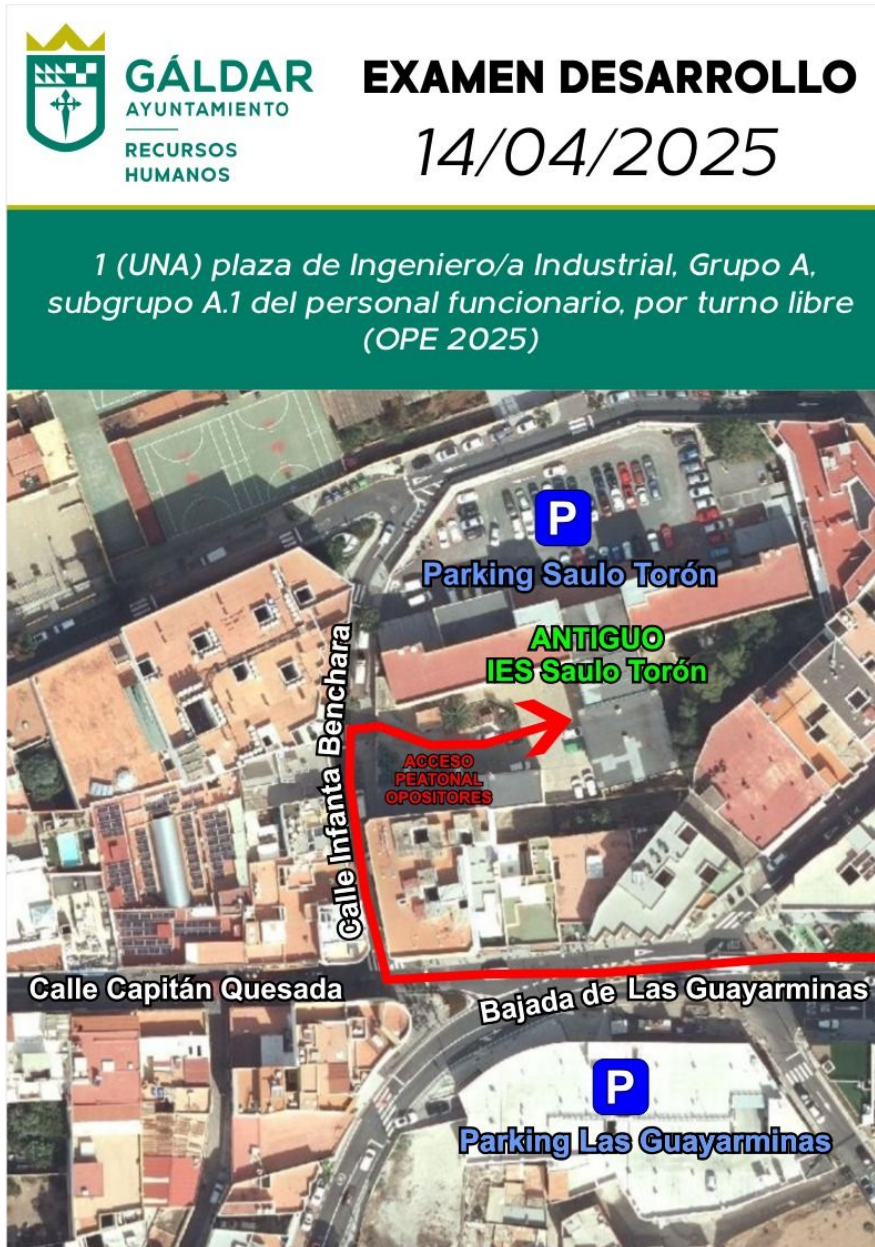 GÁLDAR
AYUNTAMIENTO
RECURSOS
HUMANOS
EXAMEN DESARROLLO
14/04/2025
1 (UNA) plaza de Ingeniero/a Industrial, Grupo A,
subgrupo A.1 del personal funcionario, por turno libre
(OPE 2025)
P
Parking Saulo Torón
ANTIGUO
IES Saulo Torón
Calle Infanta Benchara
ACCESO
PEATONAL
OPOSITORES
Calle Capitán Quesada
Bajada de Las Guayarminas
P
Parking Las Guayarminas